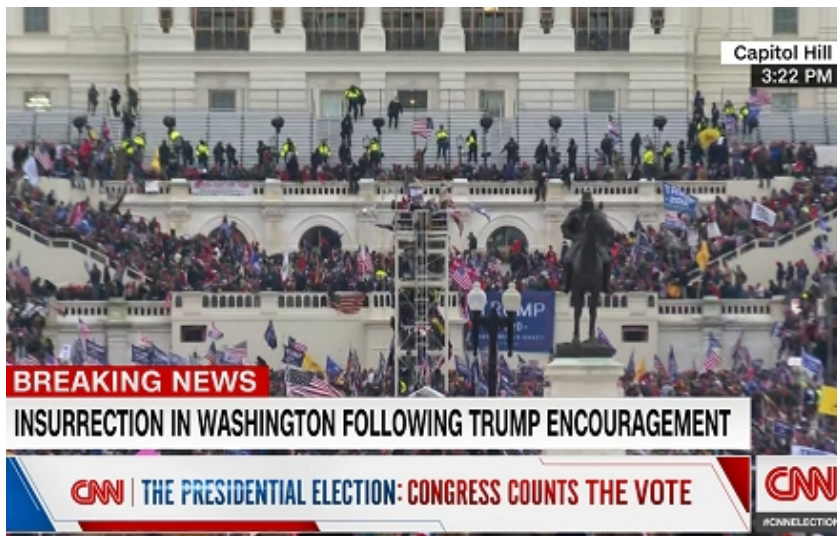 Capitol Hill
3:22 PM
TRUMP
BREAKING NEWS
INSURRECTION IN WASHINGTON FOLLOWING TRUMP ENCOURAGEMENT
CNN | THE PRESIDENTIAL ELECTION: CONGRESS COUNTS THE VOTE
CNN
#CNNELECTION